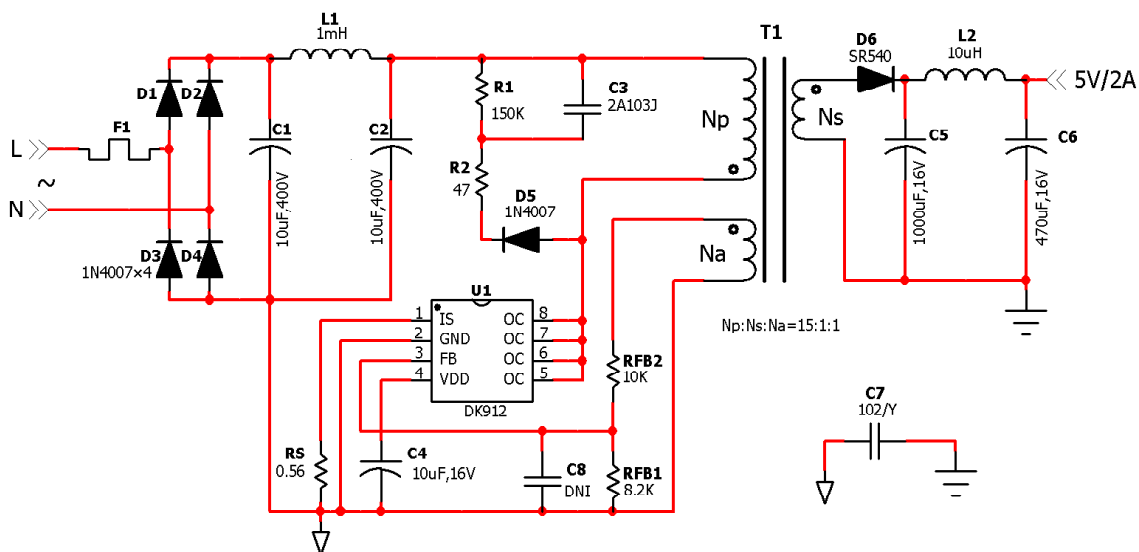 L1
1mH
T1
D6
SR540
L2
10uH
5V/2A
D1
D2
R1
150K
C3
2A103J
F1
L
C1
C2
Np
Ns
C5
C6
~
R2
47
10uF,400V
10uF,400V
1000uF,16V
470uF,16V
N
D5
1N4007
D3
D4
1N4007×4
Na
U1
1
IS
OC
8
2
GND
OC
7
3
FB
OC
6
4
VDD
OC
5
DK912
Np:Ns:Na=15:1:1
RFB2
10K
C7
102/Y
RS
0.56
C4
10uF,16V
C8
DNI
RFB1
8.2K